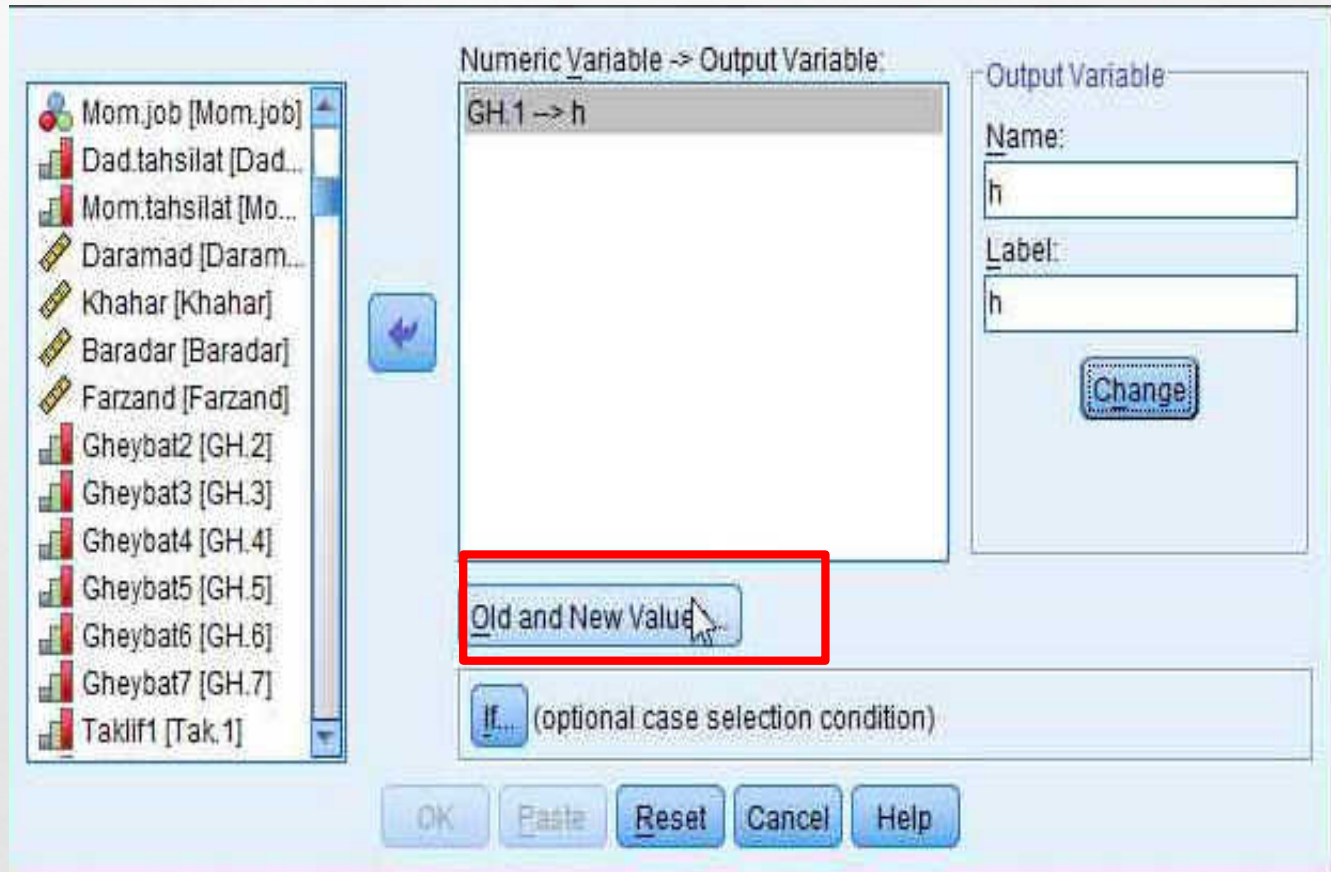 Mom.job [Mom.job]
Dad.tahsilat [Dad...
Mom.tahsilat [Mo...
Daramad [Daram...
Khahar [Khahar]
Baradar [Baradar]
Farzand [Farzand]
Gheybat2 [GH.2]
Gheybat3 [GH.3]
Gheybat4 [GH.4]
Gheybat5 [GH.5]
Gheybat6 [GH.6]
Gheybat7 [GH.7]
Taklif1 [Tak.1]
Numeric Variable -> Output Variable:
GH.1 --> h
Old and New Value...
If... (optional case selection condition)
Output Variable
Name:
h
Label:
h
Change
OK Paste Reset Cancel Help